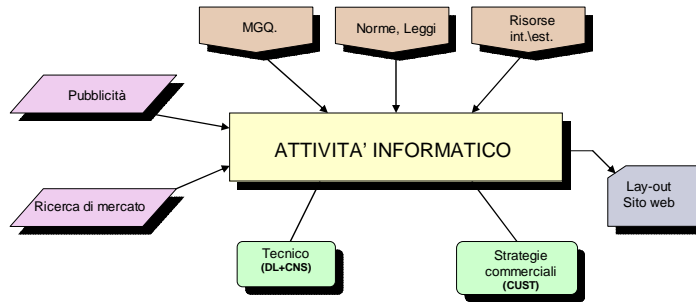 MGQ.
Norme, Leggi
Risorse
int.\est.
Pubblicità
ATTIVITA' INFORMATICO
Ricerca di mercato
Lay-out
Sito web
Tecnico
(DL+CNS)
Strategie
commerciali
(CUST)